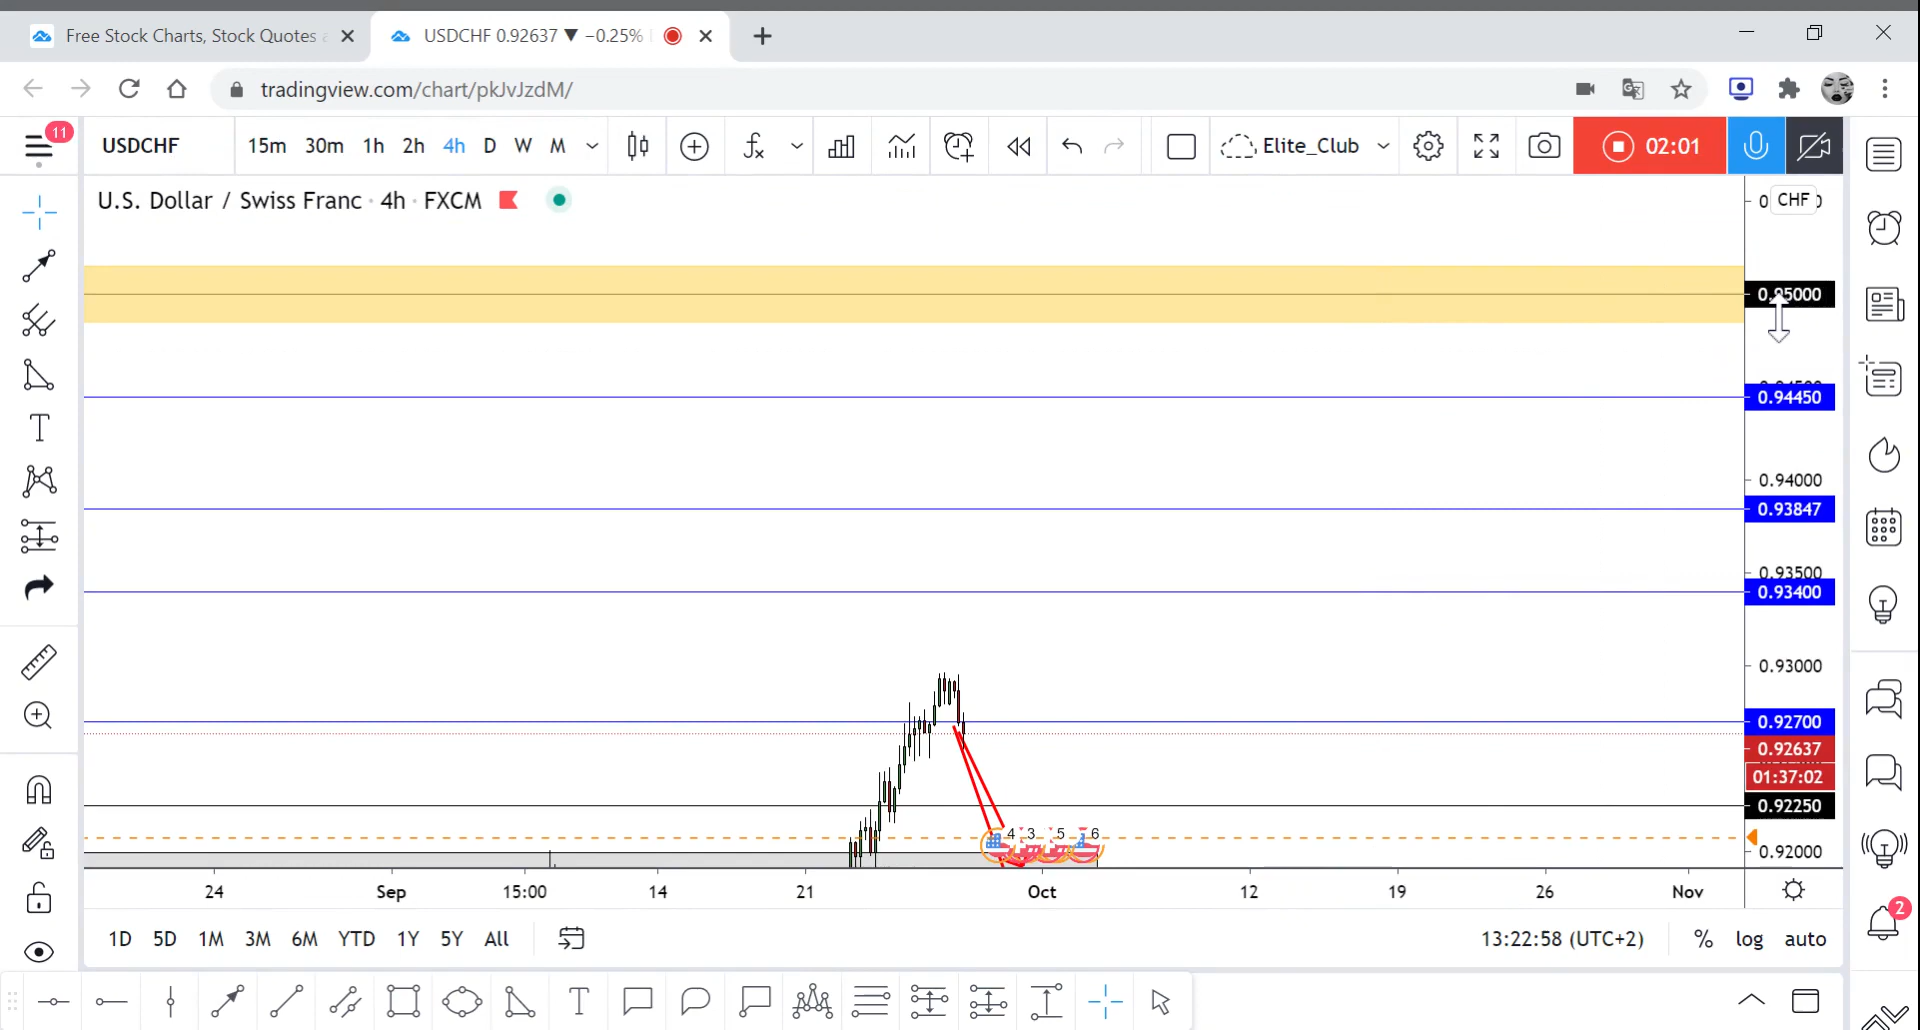 Free Stock Charts, Stock Quotes a
USDCHF 0.92637 ▼ −0.25%
tradingview.com/chart/pkJvJzdM/
11
USDCHF
15m 30m 1h 2h 4h D W M
Elite_Club
02:01
U.S. Dollar / Swiss Franc · 4h · FXCM
CHF
0.95000
0.94450
0.94000
0.93847
0.93500
0.93400
0.93000
0.92700
0.92637
01:37:02
0.92250
4 3 5 6
0.92000
24 Sep 15:00 14 21 Oct 12 19 26 Nov
2
1D 5D 1M 3M 6M YTD 1Y 5Y All
13:22:58 (UTC+2) % log auto
T